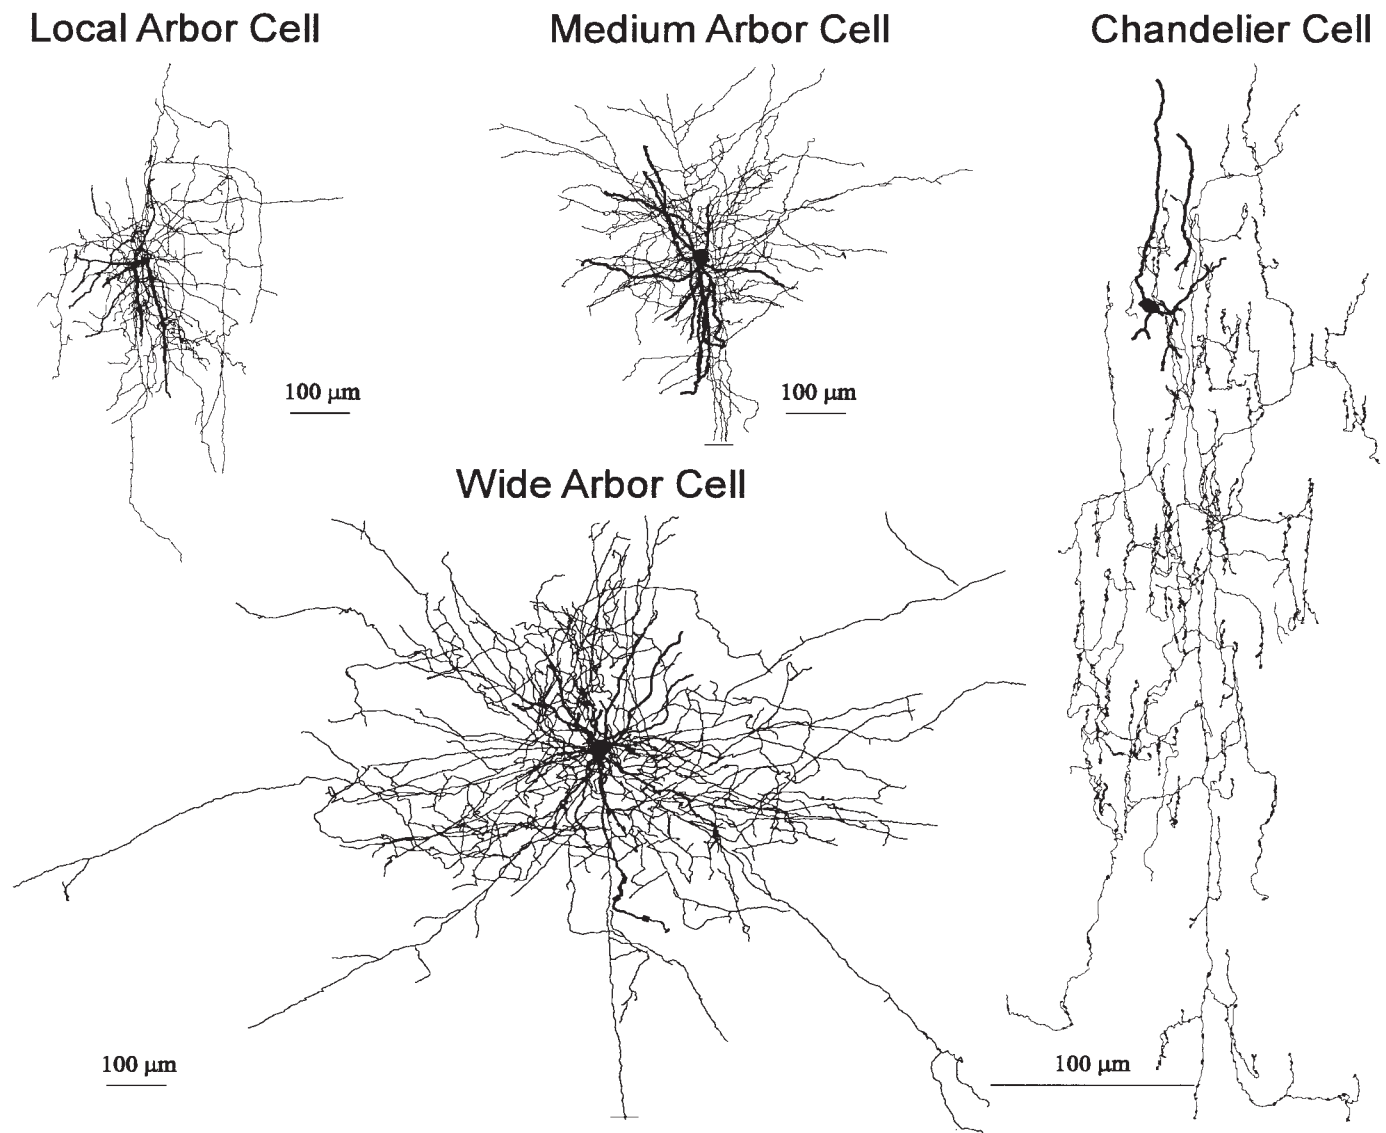 Local Arbor Cell
Medium Arbor Cell
Chandelier Cell
100 μm
100 μm
Wide Arbor Cell
100 μm
100 μm